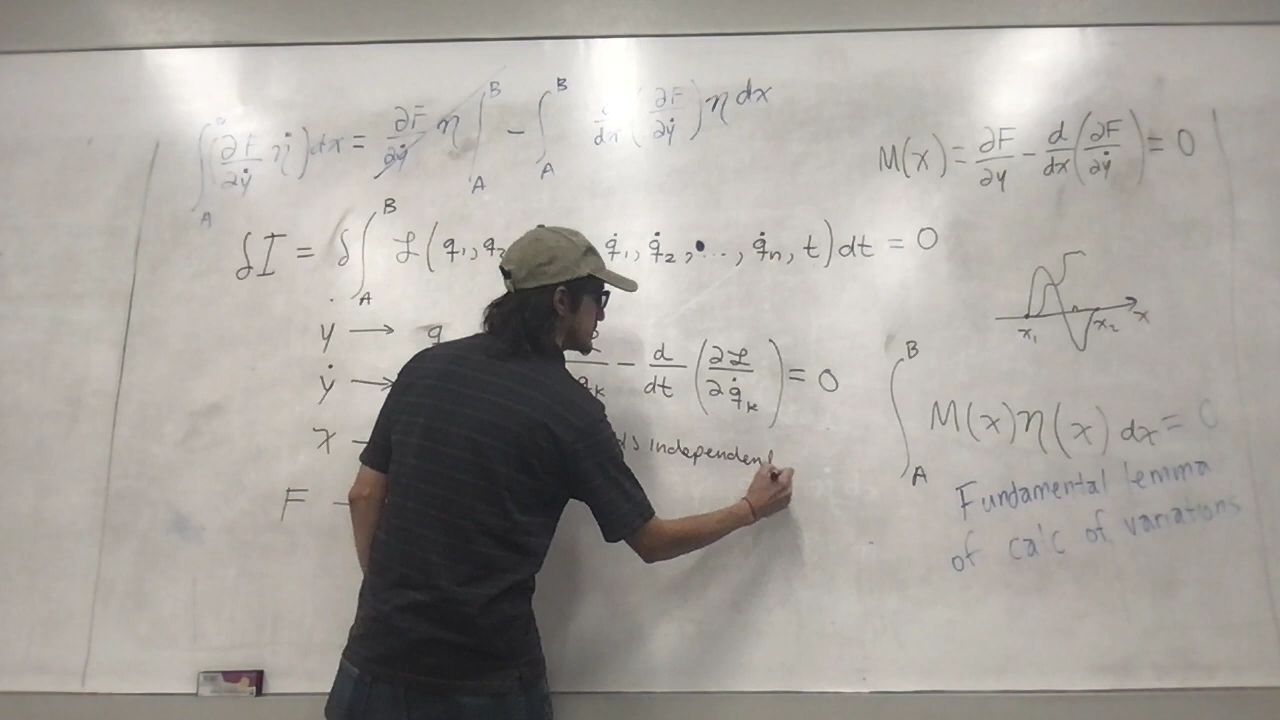 ∫_A^B (∂F/∂ẏ η̇) dx = ∂F/∂ẏ η |_A^B − ∫_A^B d/dx (∂F/∂ẏ) η dx
M(x) = ∂F/∂y − d/dx (∂F/∂ẏ) = 0
δI = δ∫_A^B ℒ(q₁, q₂ q̇₁, q̇₂, ..., q̇ₙ, t) dt = 0
x₁ x₂ x
y → q
qₖ − d/dt (∂ℒ/∂q̇ₖ) = 0
ẏ →
∫_A^B M(x) η(x) dx = 0
x
independent
F
Fundamental lemma
of calc of variations